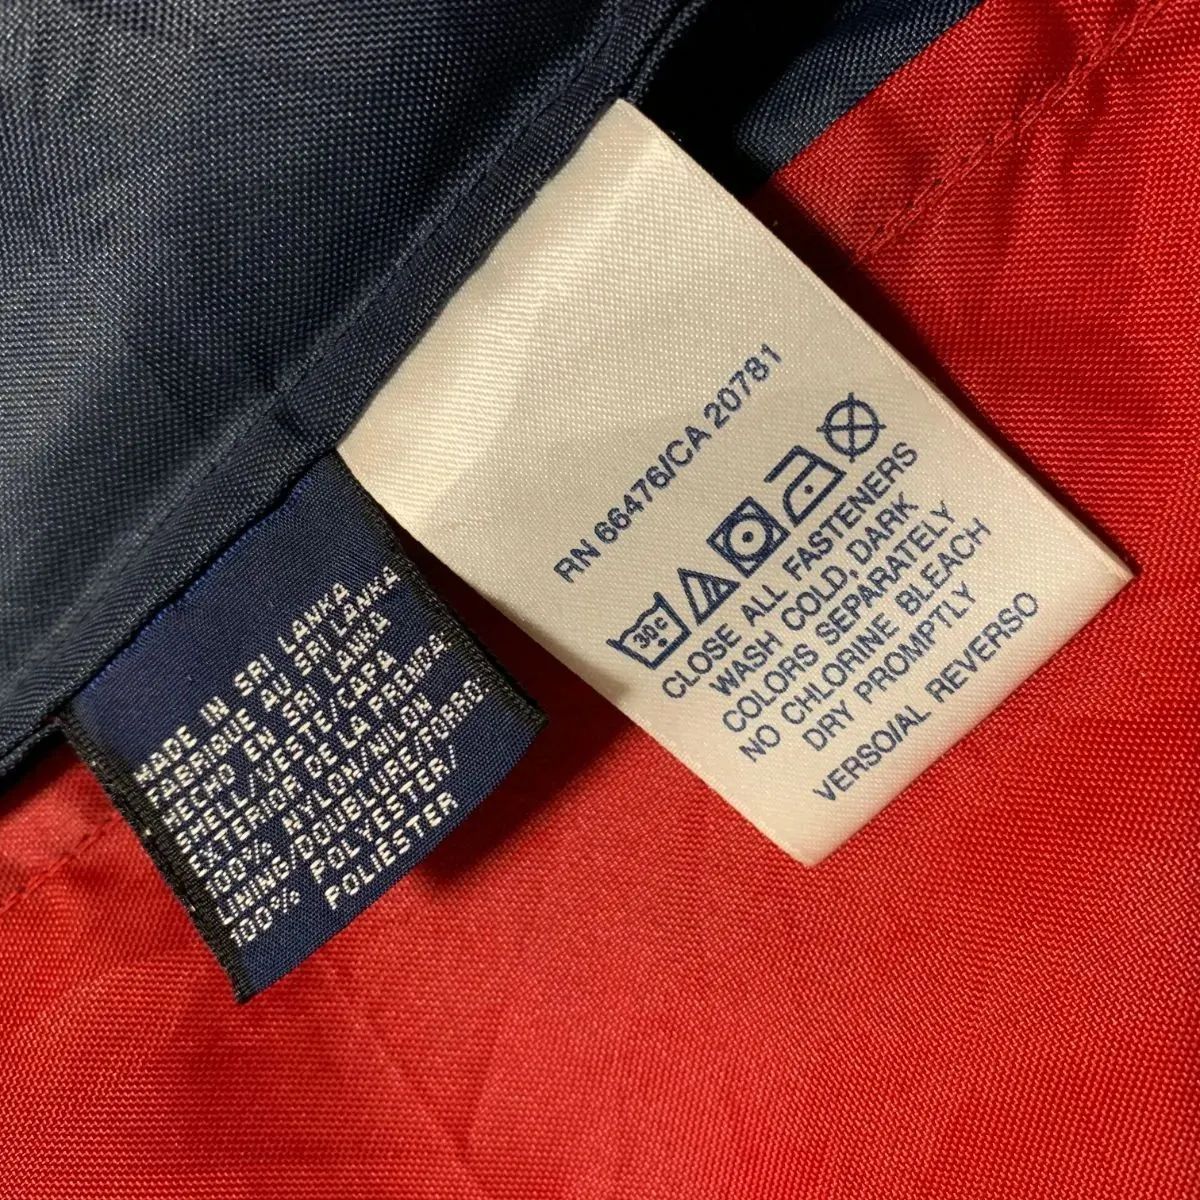 MADE IN SRI LANKA
FABRIQUE AU SRI LANKA
HECHO EN SRI LANKA
SHELL/VESTE/CAPA
EXTERIOR DE LA PRENDA:
100% NYLON/NAILON
LINING/DOUBLURE/FORRO:
100% POLYESTER/
POLIÉSTER
RN 66476/CA 20781
30c
CLOSE ALL FASTENERS
WASH COLD, DARK
COLORS SEPARATELY
NO CHLORINE BLEACH
DRY PROMPTLY
VERSO/AL REVERSO